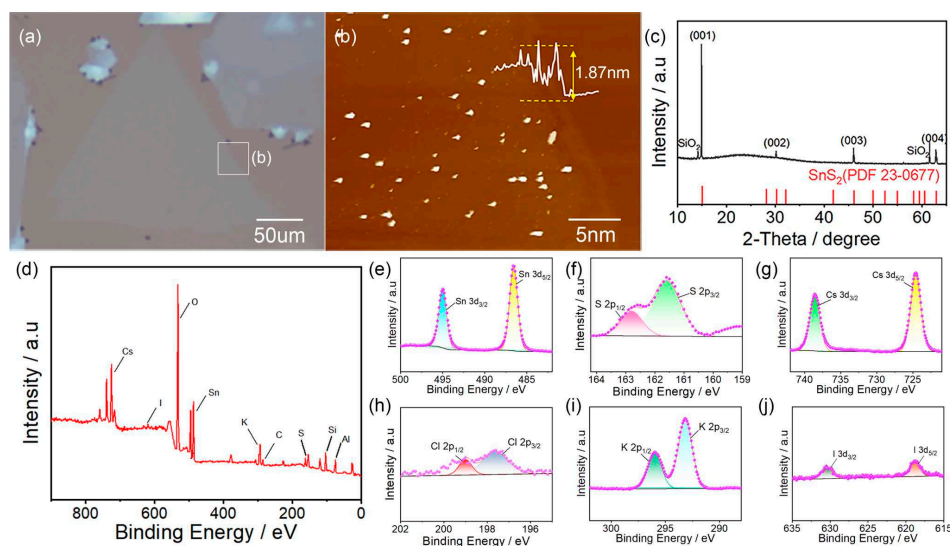 (a)
(b)
50um
(b)
1.87nm
5nm
(c)
Intensity / a.u
(001)
SiO2
(002)
(003)
SiO2
(004)
SnS2(PDF 23-0677)
10 20 30 40 50 60
2-Theta / degree
(d)
Intensity / a.u
O
Cs
I
Sn
K
C
S
Si
Al
800 600 400 200 0
Binding Energy / eV
(e)
Intensity / a.u
Sn 3d3/2
Sn 3d5/2
500 495 490 485
Binding Energy / eV
(f)
Intensity / a.u
S 2p1/2
S 2p3/2
164 163 162 161 160 159
Binding Energy / eV
(g)
Intensity / a.u
Cs 3d3/2
Cs 3d5/2
740 735 730 725
Binding Energy / eV
(h)
Intensity / a.u
Cl 2p1/2
Cl 2p3/2
202 200 198 196
Binding Energy / eV
(i)
Intensity / a.u
K 2p1/2
K 2p3/2
300 295 290
Binding Energy / eV
(j)
Intensity / a.u
I 3d3/2
I 3d5/2
635 630 625 620 615
Binding Energy / eV